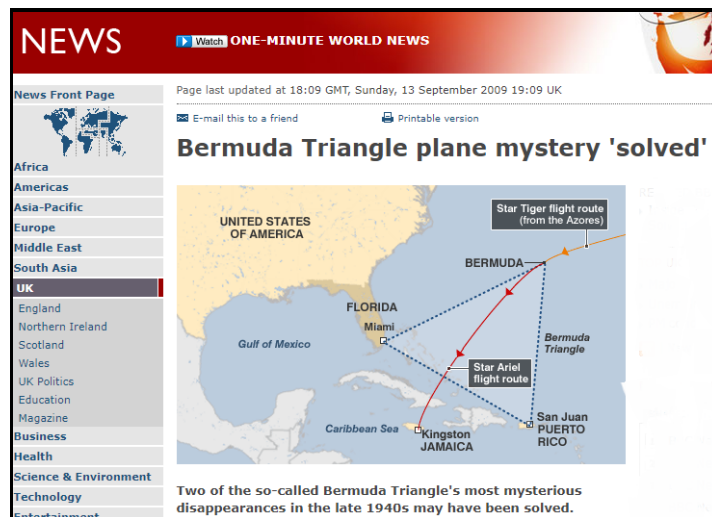 NEWS
Watch ONE-MINUTE WORLD NEWS
News Front Page
Africa
Americas
Asia-Pacific
Europe
Middle East
South Asia
UK
England
Northern Ireland
Scotland
Wales
UK Politics
Education
Magazine
Business
Health
Science & Environment
Technology
Entertainment
Page last updated at 18:09 GMT, Sunday, 13 September 2009 19:09 UK
E-mail this to a friend
Printable version
Bermuda Triangle plane mystery 'solved'
UNITED STATES
OF AMERICA
Star Tiger flight route
(from the Azores)
BERMUDA
FLORIDA
Miami
Gulf of Mexico
Bermuda
Triangle
Star Ariel
flight route
Caribbean Sea
Kingston
JAMAICA
San Juan
PUERTO
RICO
Two of the so-called Bermuda Triangle's most mysterious
disappearances in the late 1940s may have been solved.